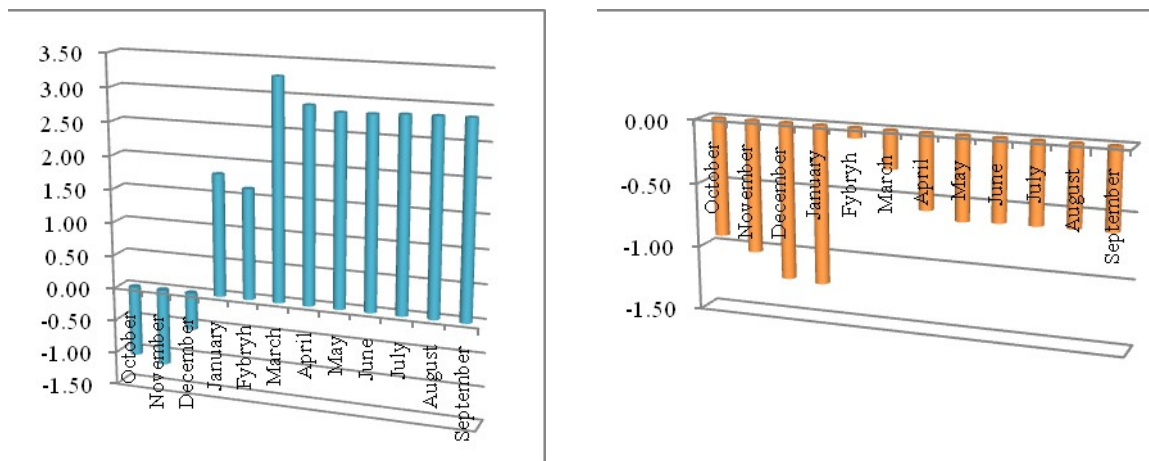 3.50
3.00
2.50
2.00
1.50
1.00
0.50
0.00
-0.50
-1.00
-1.50
October
November
December
January
Fybryh
March
April
May
June
July
August
September
0.00
-0.50
-1.00
-1.50
October
November
December
January
Fybryh
March
April
May
June
July
August
September